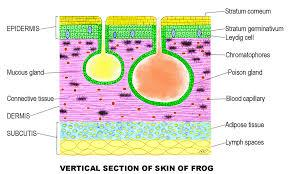 EPIDERMIS
Mucous gland
Connective tissue
DERMIS
SUBCUTIS
Stratum corneum
Stratum germinativum
Leydig cell
Chromatophores
Poison gland
Blood capillary
Adipose tissue
Lymph spaces
VERTICAL SECTION OF SKIN OF FROG